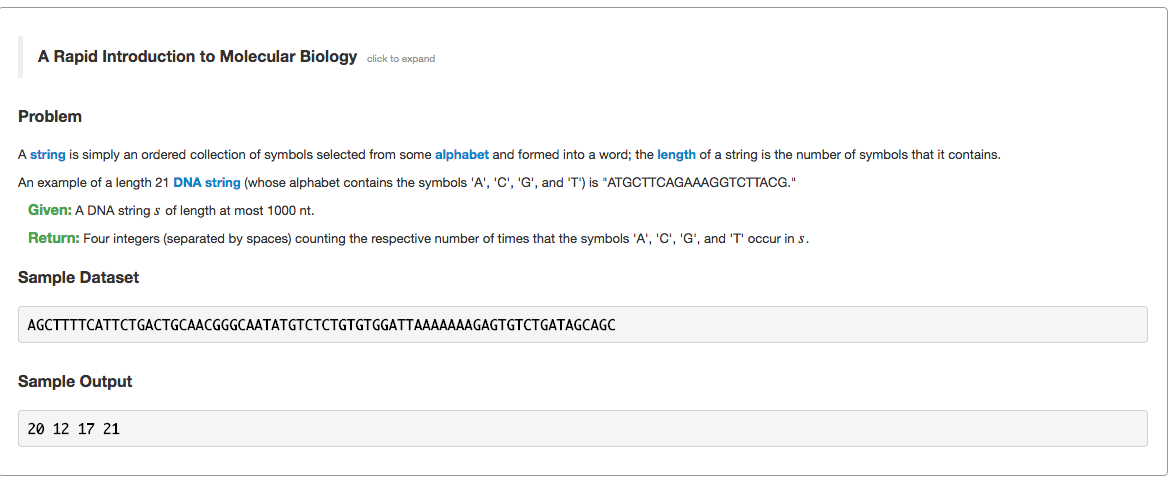 A Rapid Introduction to Molecular Biology click to expand
Problem
A string is simply an ordered collection of symbols selected from some alphabet and formed into a word; the length of a string is the number of symbols that it contains.
An example of a length 21 DNA string (whose alphabet contains the symbols 'A', 'C', 'G', and 'T') is "ATGCTTCAGAAAGGTCTTACG."
Given: A DNA string s of length at most 1000 nt.
Return: Four integers (separated by spaces) counting the respective number of times that the symbols 'A', 'C', 'G', and 'T' occur in s.
Sample Dataset
AGCTTTTCATTCTGACTGCAACGGGCAATATGTCTCTGTGTGGATTAAAAAAAGAGTGTCTGATAGCAGC
Sample Output
20 12 17 21